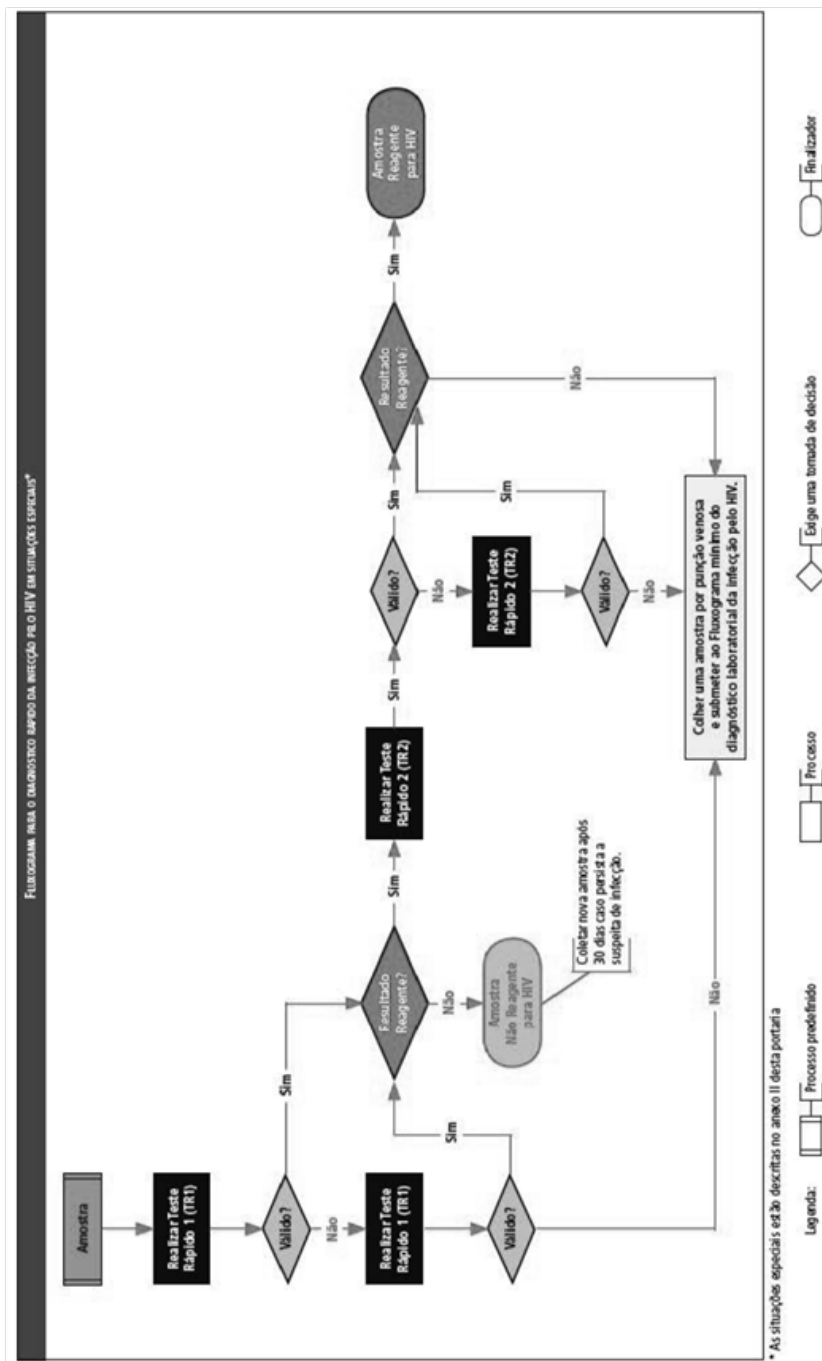 FLUXOGRAMA PARA O DIAGNÓSTICO RÁPIDO DA INFECÇÃO PELO HIV EM SITUAÇÕES ESPECIAIS*
Amostra
Realizar Teste
Rápido 1 (TR1)
Válido?
Sim
Não
Realizar Teste
Rápido 1 (TR1)
Válido?
Sim
Não
Resultado
Reagente?
Não
Amostra
Não Reagente
para HIV
Coletar nova amostra após
30 dias caso persista a
suspeita de infecção.
Sim
Realizar Teste
Rápido 2 (TR2)
Sim
Válido?
Não
Realizar Teste
Rápido 2 (TR2)
Válido?
Sim
Não
Sim
Resultado
Reagente?
Não
Sim
Amostra
Reagente
para HIV
Colher uma amostra por punção venosa
e submeter ao Fluxograma mínimo do
diagnóstico laboratorial da infecção pelo HIV.
* As situações especiais estão descritas no anexo II desta portaria
Legenda:
Processo predefinido
Processo
Exige uma tomada de decisão
Finalizador